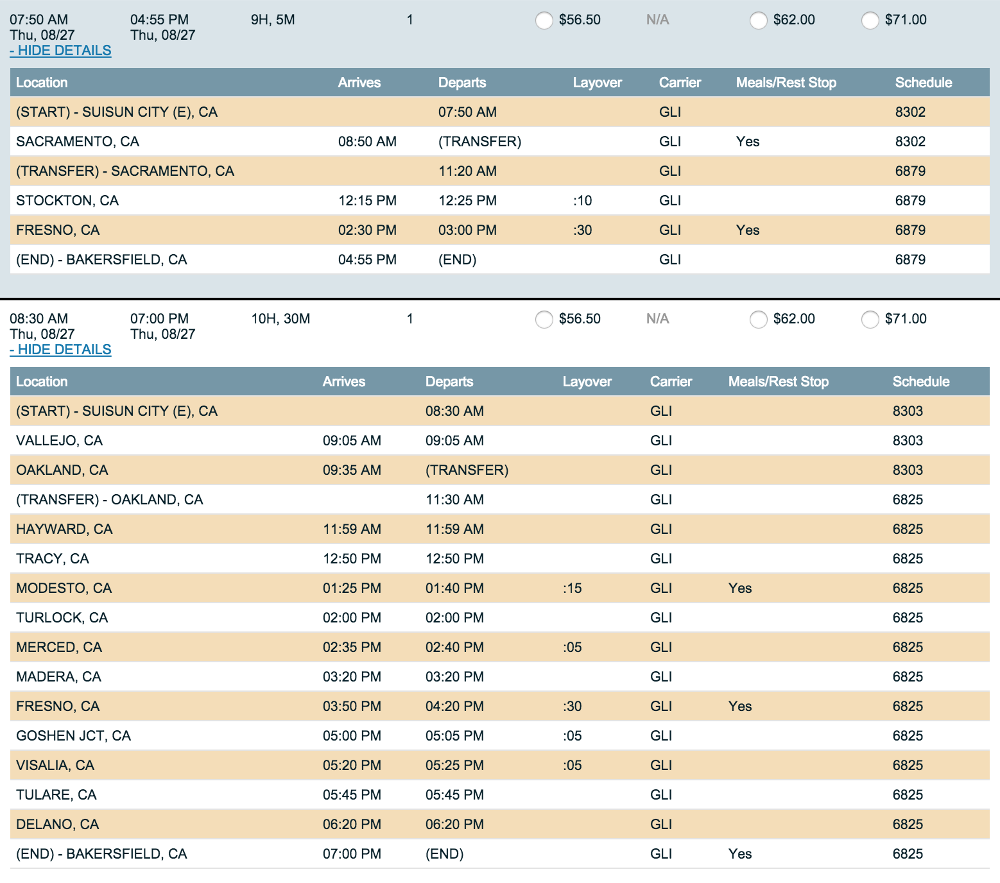 07:50 AM 04:55 PM 9H, 5M 1 $56.50 N/A $62.00 $71.00
Thu, 08/27 Thu, 08/27
- HIDE DETAILS
Location Arrives Departs Layover Carrier Meals/Rest Stop Schedule
(START) - SUISUN CITY (E), CA 07:50 AM GLI 8302
SACRAMENTO, CA 08:50 AM (TRANSFER) GLI Yes 8302
(TRANSFER) - SACRAMENTO, CA 11:20 AM GLI 6879
STOCKTON, CA 12:15 PM 12:25 PM :10 GLI 6879
FRESNO, CA 02:30 PM 03:00 PM :30 GLI Yes 6879
(END) - BAKERSFIELD, CA 04:55 PM (END) GLI 6879
08:30 AM 07:00 PM 10H, 30M 1 $56.50 N/A $62.00 $71.00
Thu, 08/27 Thu, 08/27
- HIDE DETAILS
Location Arrives Departs Layover Carrier Meals/Rest Stop Schedule
(START) - SUISUN CITY (E), CA 08:30 AM GLI 8303
VALLEJO, CA 09:05 AM 09:05 AM GLI 8303
OAKLAND, CA 09:35 AM (TRANSFER) GLI 8303
(TRANSFER) - OAKLAND, CA 11:30 AM GLI 6825
HAYWARD, CA 11:59 AM 11:59 AM GLI 6825
TRACY, CA 12:50 PM 12:50 PM GLI 6825
MODESTO, CA 01:25 PM 01:40 PM :15 GLI Yes 6825
TURLOCK, CA 02:00 PM 02:00 PM GLI 6825
MERCED, CA 02:35 PM 02:40 PM :05 GLI 6825
MADERA, CA 03:20 PM 03:20 PM GLI 6825
FRESNO, CA 03:50 PM 04:20 PM :30 GLI Yes 6825
GOSHEN JCT, CA 05:00 PM 05:05 PM :05 GLI 6825
VISALIA, CA 05:20 PM 05:25 PM :05 GLI 6825
TULARE, CA 05:45 PM 05:45 PM GLI 6825
DELANO, CA 06:20 PM 06:20 PM GLI 6825
(END) - BAKERSFIELD, CA 07:00 PM (END) GLI Yes 6825